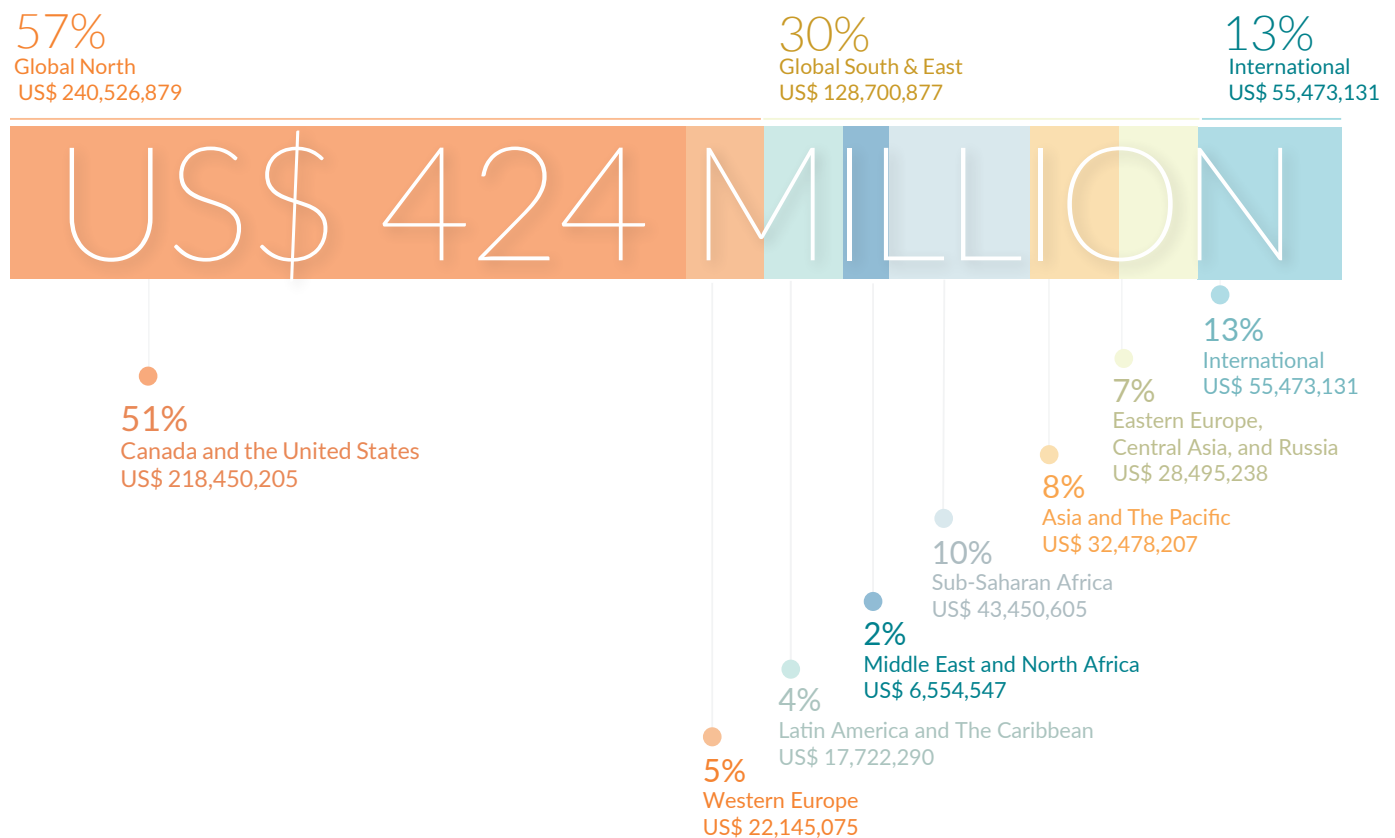 57%
Global North
US$ 240,526,879
30%
Global South & East
US$ 128,700,877
13%
International
US$ 55,473,131
US$ 424 MILLION
51%
Canada and the United States
US$ 218,450,205
5%
Western Europe
US$ 22,145,075
4%
Latin America and The Caribbean
US$ 17,722,290
2%
Middle East and North Africa
US$ 6,554,547
10%
Sub-Saharan Africa
US$ 43,450,605
8%
Asia and The Pacific
US$ 32,478,207
7%
Eastern Europe,
Central Asia, and Russia
US$ 28,495,238
13%
International
US$ 55,473,131